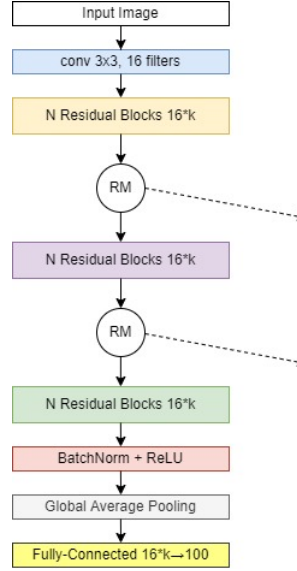 Input Image
conv 3x3, 16 filters
N Residual Blocks 16*k
RM
N Residual Blocks 16*k
RM
N Residual Blocks 16*k
BatchNorm + ReLU
Global Average Pooling
Fully-Connected 16*k→100